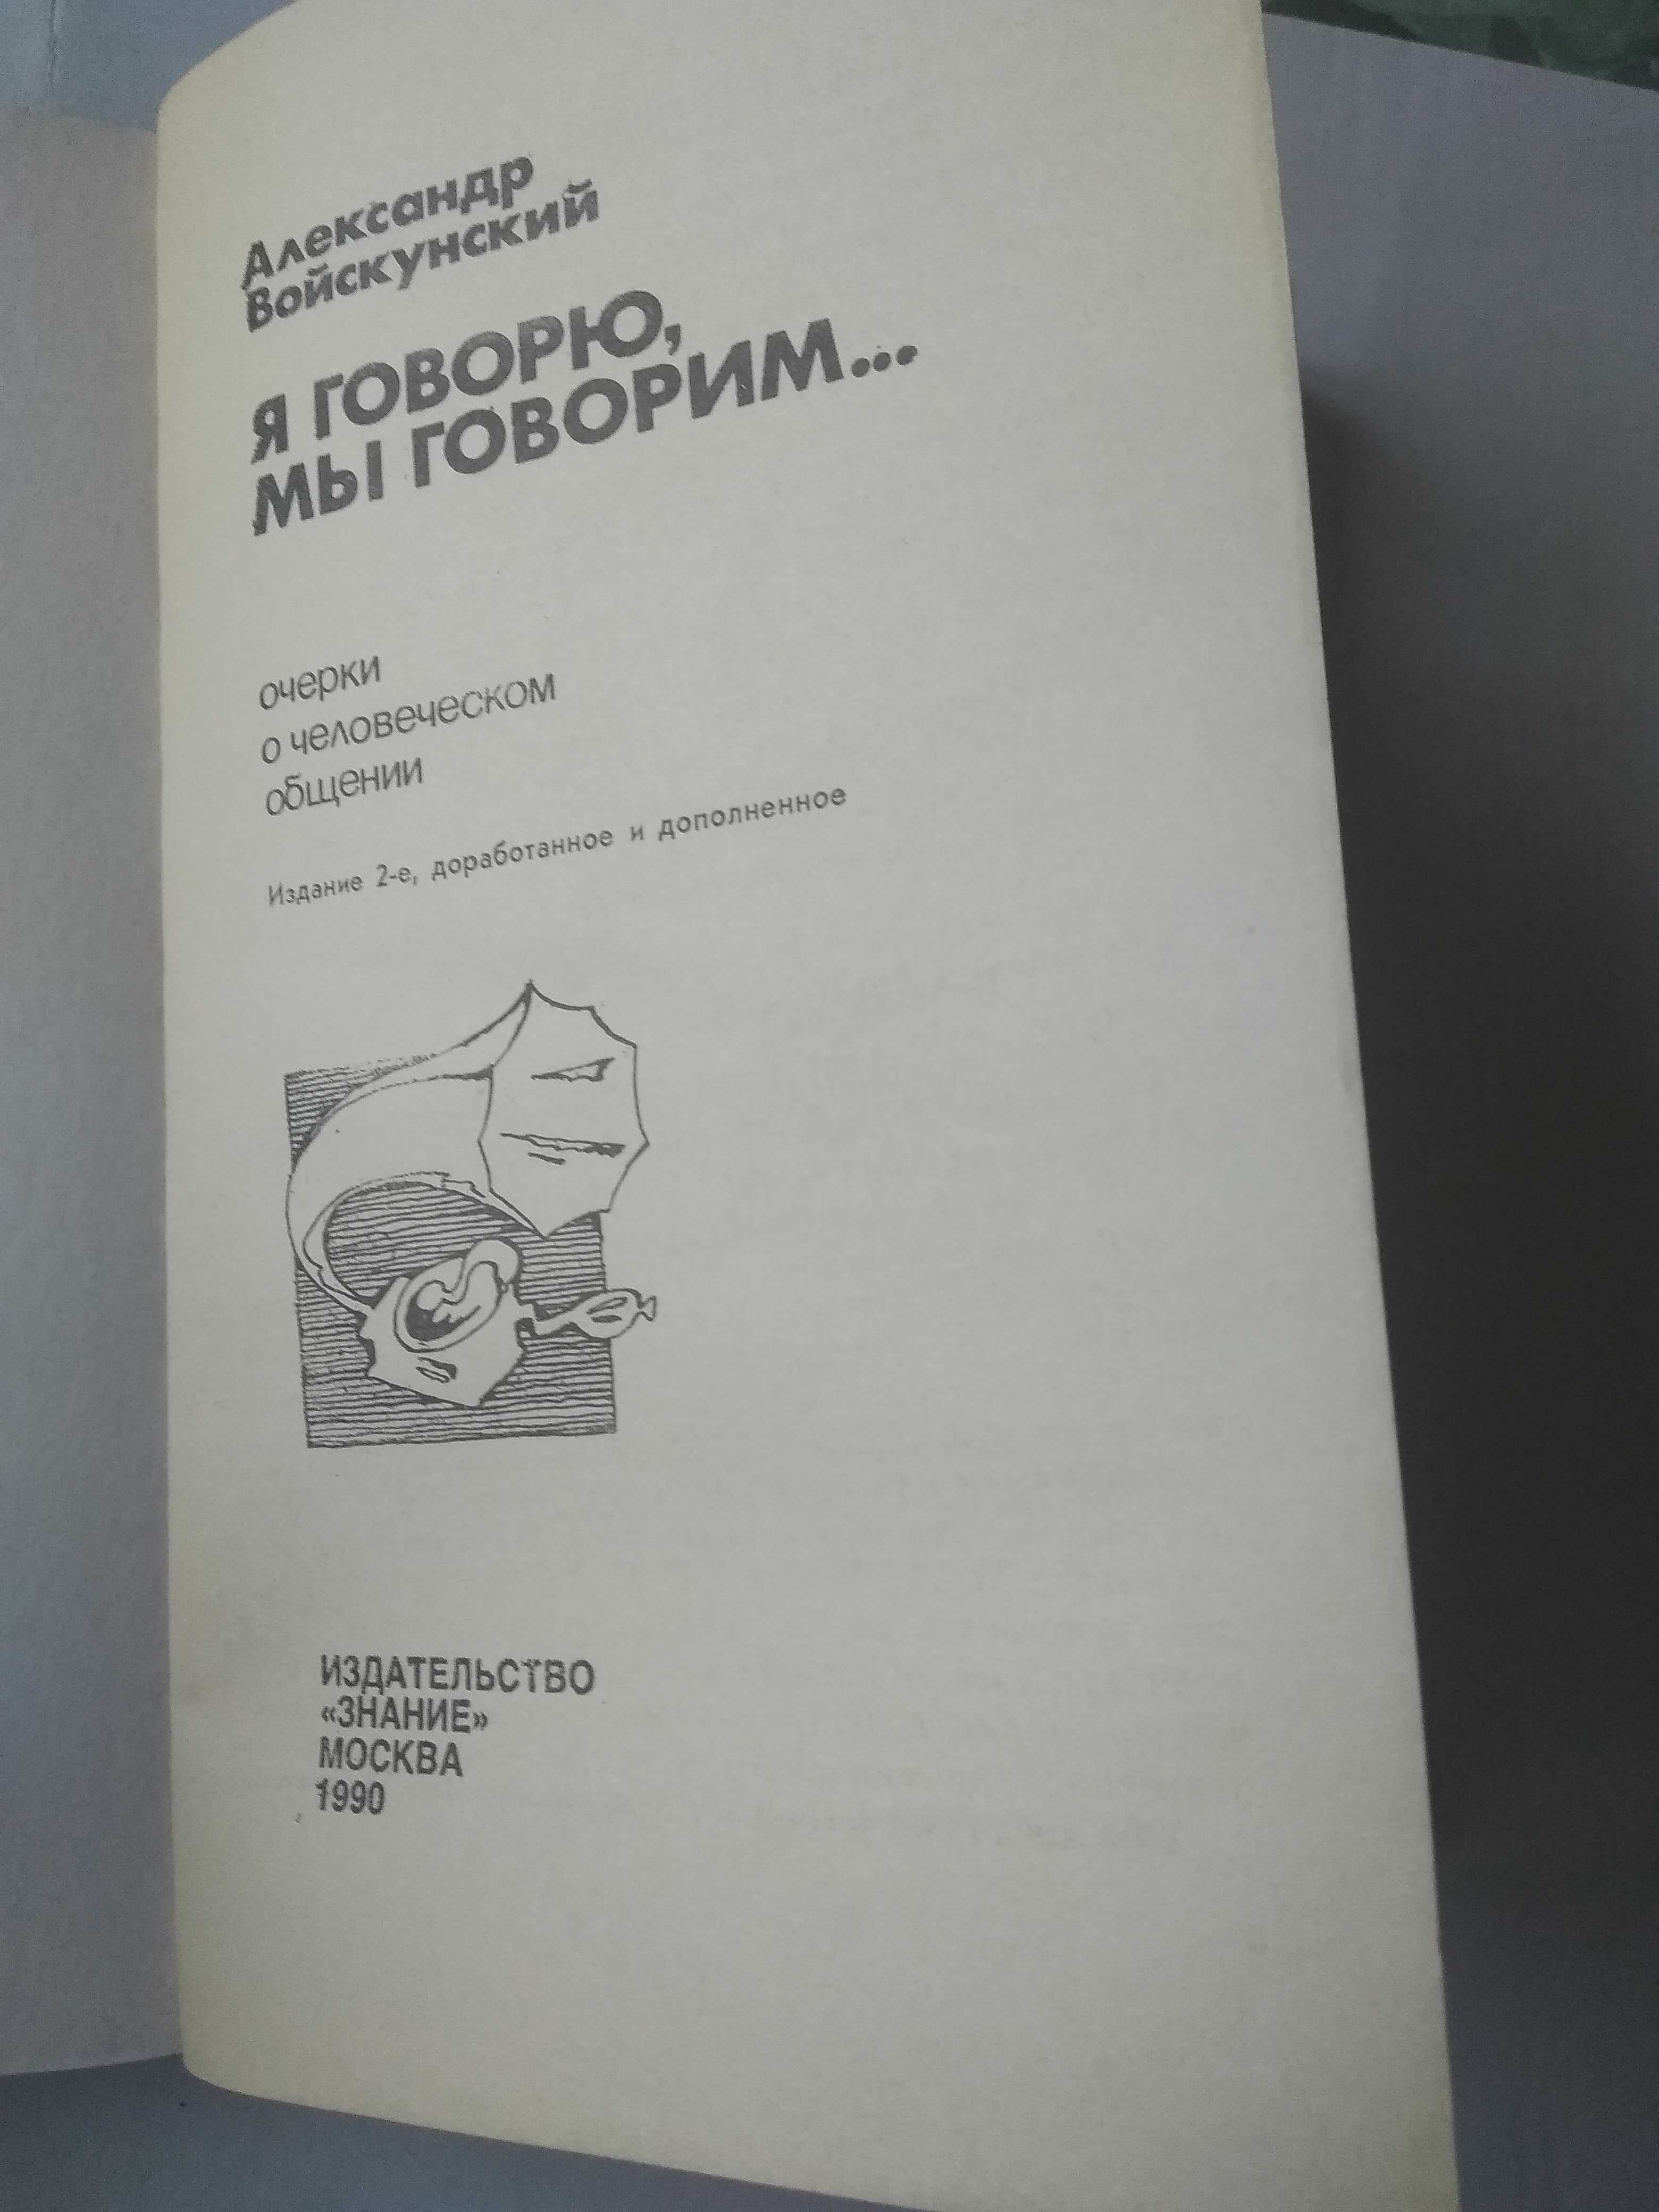 Александр
Войскунский
Я ГОВОРЮ,
МЫ ГОВОРИМ...
очерки
о человеческом
общении
Издание 2-е, доработанное и дополненное
ИЗДАТЕЛЬСТВО
«ЗНАНИЕ»
МОСКВА
1990